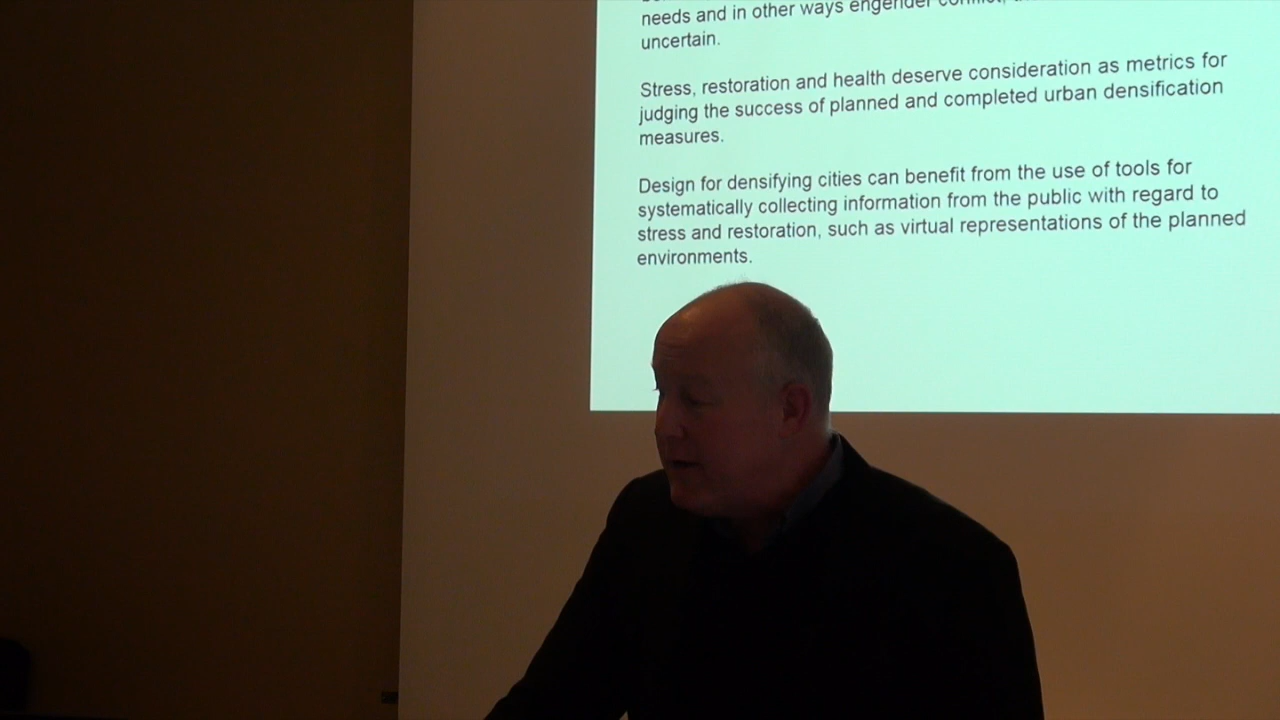 needs and in other ways engender conflict,
uncertain.
Stress, restoration and health deserve consideration as metrics for
judging the success of planned and completed urban densification
measures.
Design for densifying cities can benefit from the use of tools for
systematically collecting information from the public with regard to
stress and restoration, such as virtual representations of the planned
environments.